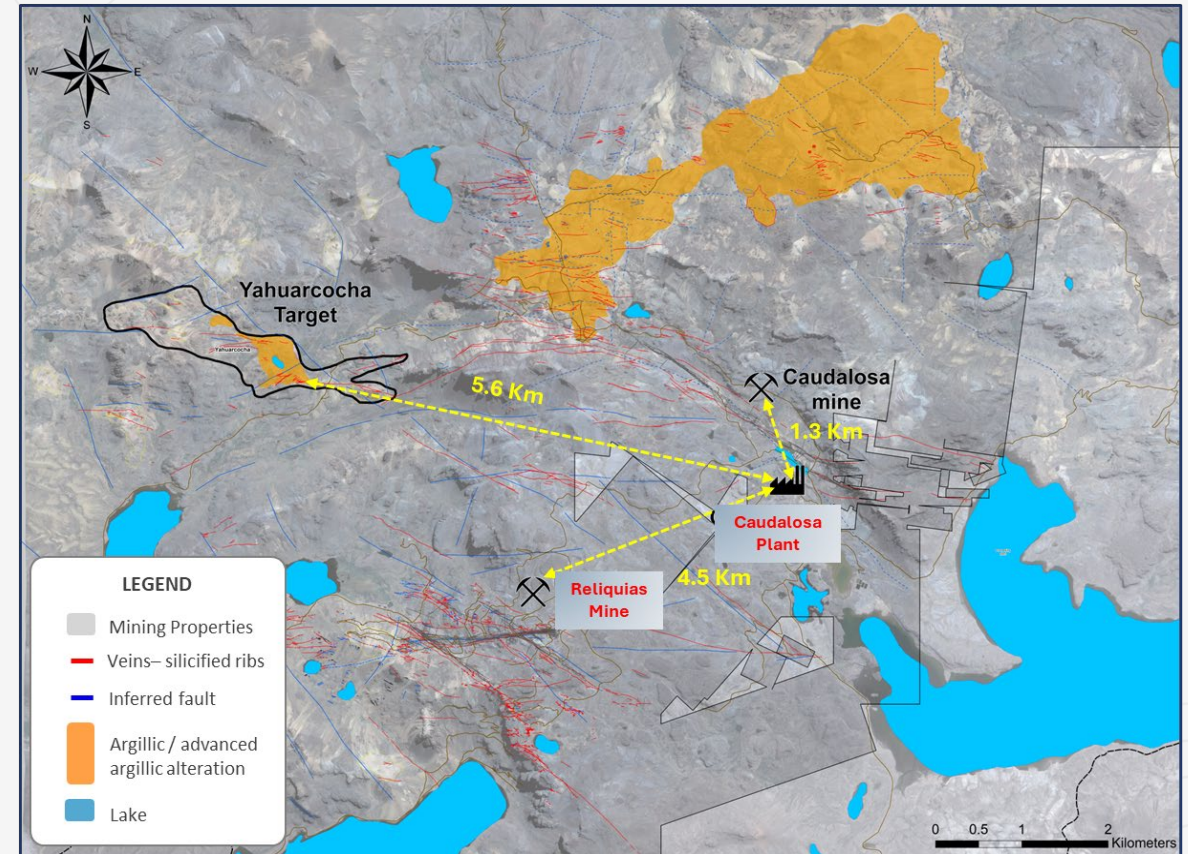 N
W
E
S
Yahuarcocha
Target
Yahuarcocha
5.6 Km
Caudalosa
mine
1.3 Km
Caudalosa
Plant
4.5 Km
Reliquias
Mine
LEGEND
Mining Properties
Veins– silicified ribs
Inferred fault
Argillic / advanced
argillic alteration
Lake
0 0.5 1 2
Kilometers